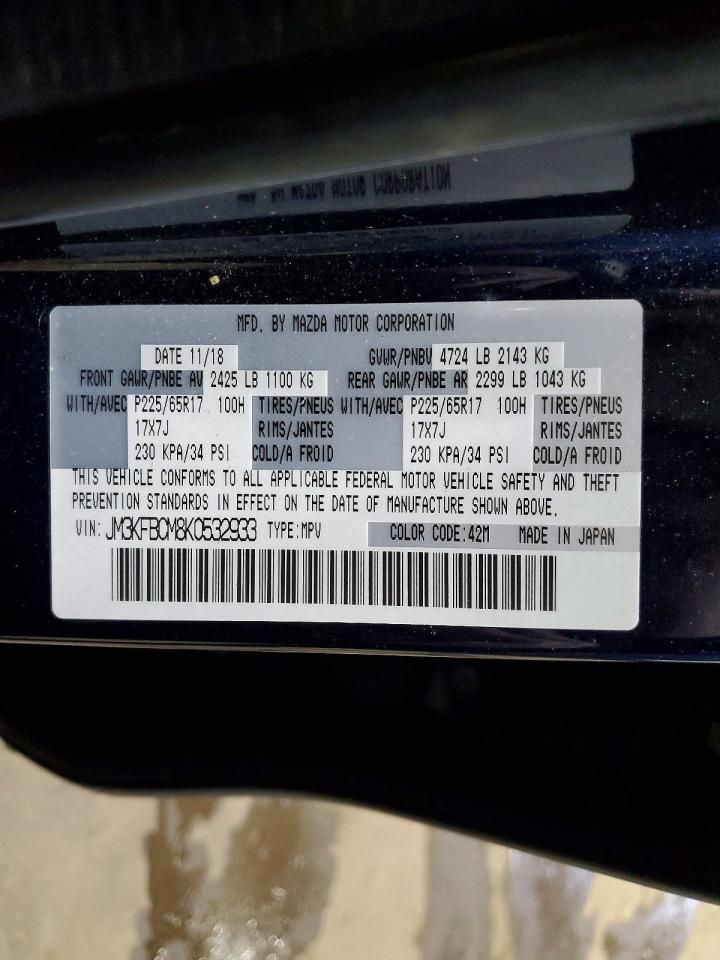 MFD. BY MAZDA MOTOR CORPORATION
DATE 11/18 GVWR/PNBV 4724 LB 2143 KG
FRONT GAWR/PNBE AV 2425 LB 1100 KG REAR GAWR/PNBE AR 2299 LB 1043 KG
WITH/AVEC P225/65R17 100H TIRES/PNEUS WITH/AVEC P225/65R17 100H TIRES/PNEUS
17X7J RIMS/JANTES 17X7J RIMS/JANTES
230 KPA/34 PSI COLD/A FROID 230 KPA/34 PSI COLD/A FROID
THIS VEHICLE CONFORMS TO ALL APPLICABLE FEDERAL MOTOR VEHICLE SAFETY AND THEFT
PREVENTION STANDARDS IN EFFECT ON THE DATE OF MANUFACTURE SHOWN ABOVE.
VIN: JM3KFBCM8K0532933 TYPE:MPV COLOR CODE:42M MADE IN JAPAN